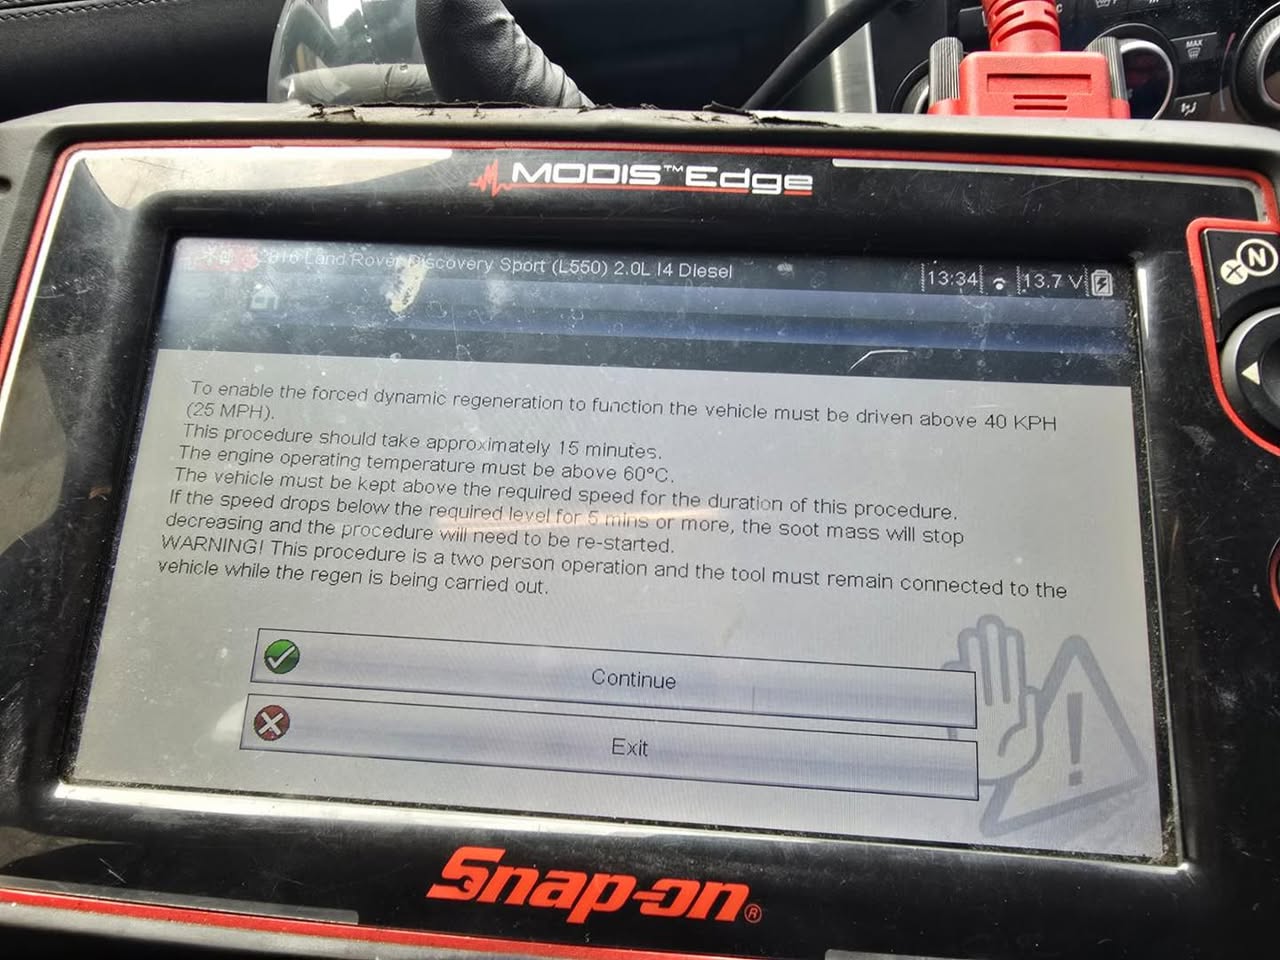 MAX
MODIS™Edge
N
X
2016 Land Rover Discovery Sport (L550) 2.0L I4 Diesel
13:34
13.7 V
To enable the forced dynamic regeneration to function the vehicle must be driven above 40 KPH
(25 MPH).
This procedure should take approximately 15 minutes.
The engine operating temperature must be above 60°C.
The vehicle must be kept above the required speed for the duration of this procedure.
If the speed drops below the required level for 5 mins or more, the soot mass will stop
decreasing and the procedure will need to be re-started.
WARNING! This procedure is a two person operation and the tool must remain connected to the
vehicle while the regen is being carried out.
Continue
Exit
Snap-on®